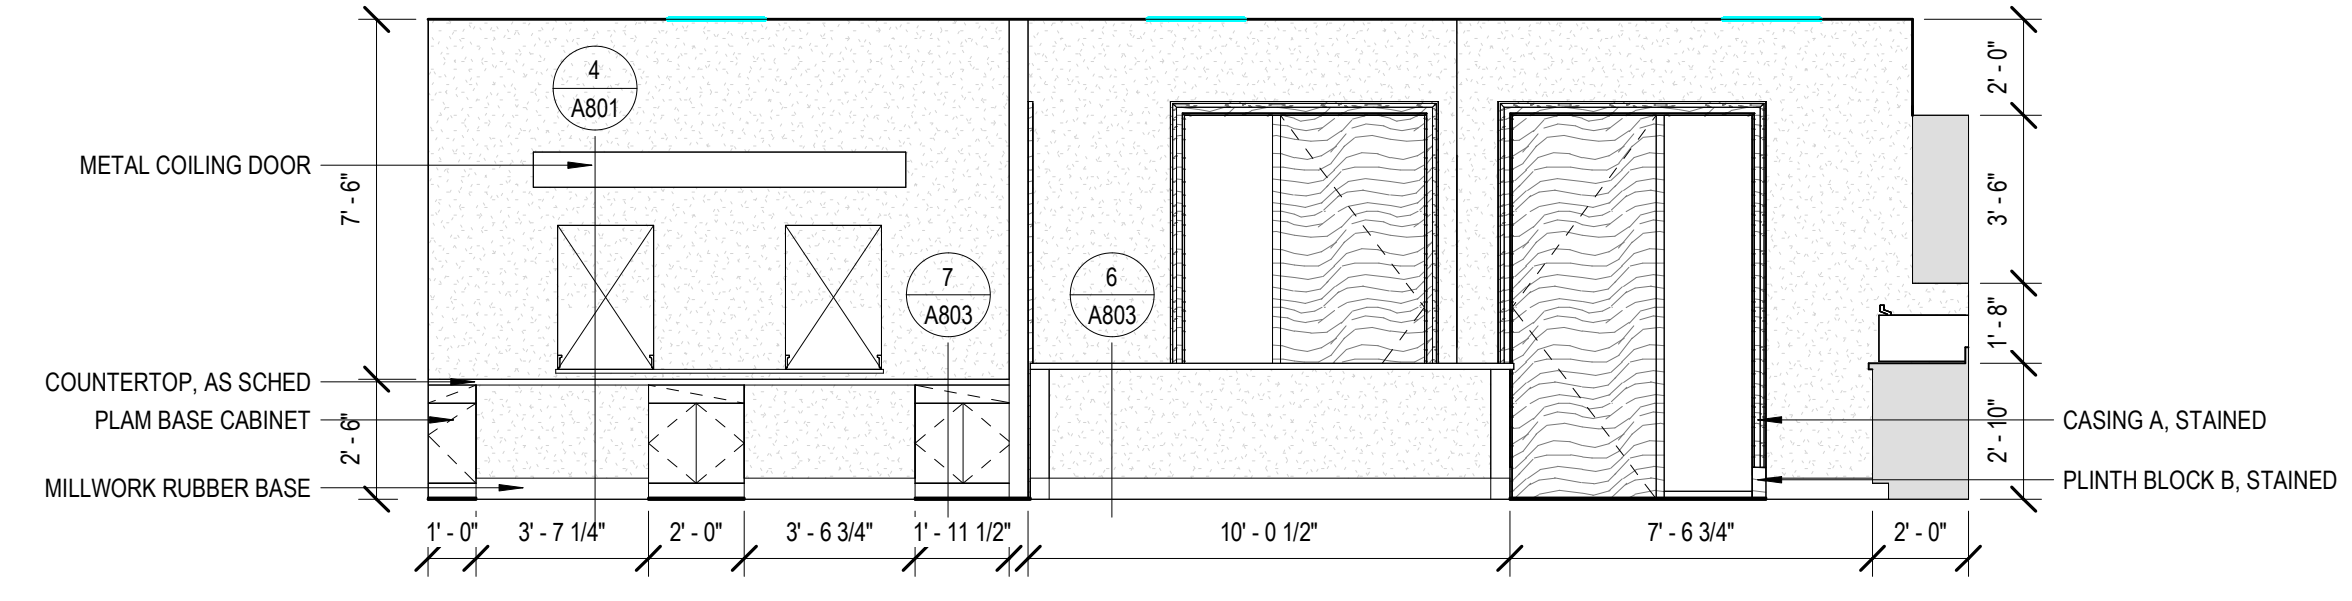 4
A801
METAL COILING DOOR
7' - 6"
7
A803
6
A803
COUNTERTOP, AS SCHED
PLAM BASE CABINET
2' - 6"
MILLWORK RUBBER BASE
2' - 0"
3' - 6"
1' - 8"
2' - 10"
CASING A, STAINED
PLINTH BLOCK B, STAINED
1' - 0"
3' - 7 1/4"
2' - 0"
3' - 6 3/4"
1' - 11 1/2"
10' - 0 1/2"
7' - 6 3/4"
2' - 0"